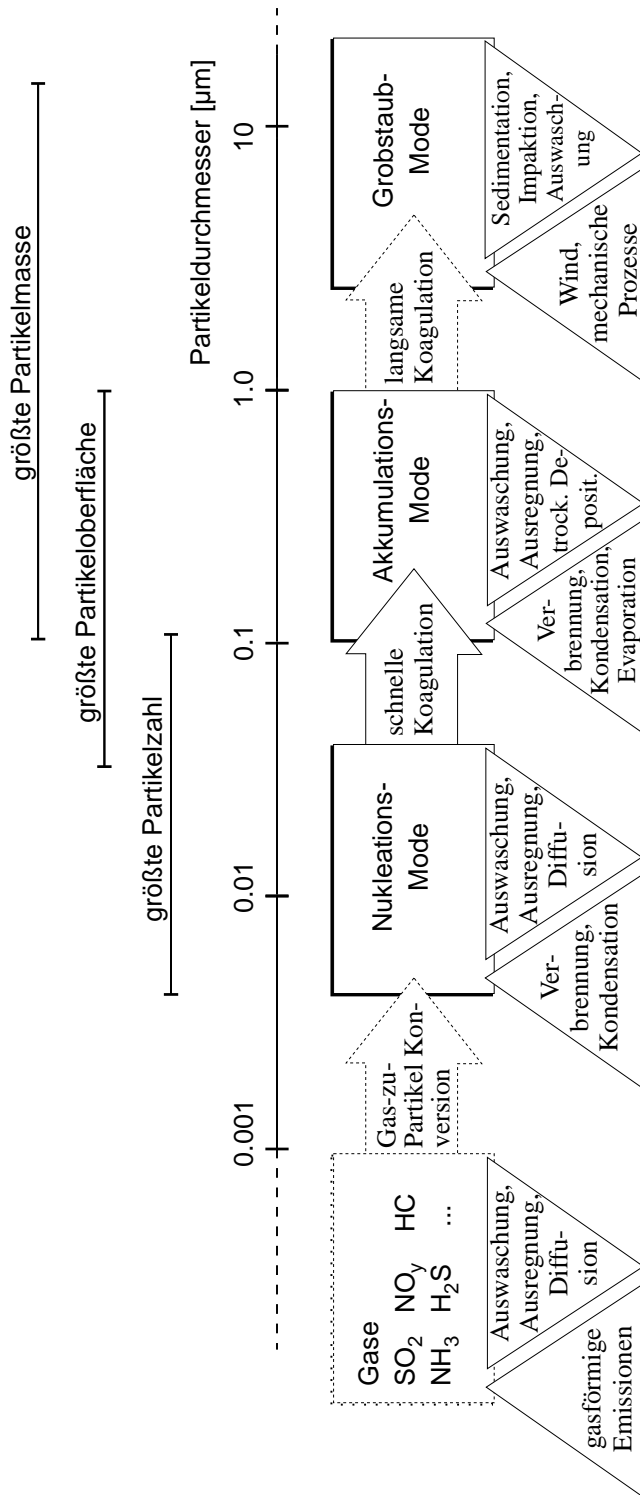 größte Partikelmasse
größte Partikeloberfläche
größte Partikelzahl
Partikeldurchmesser [µm]
0.001
0.01
0.1
1.0
10
Gase
SO2 NOy HC
NH3 H2S ...
Gas-zu-
Partikel Kon-
version
Nukleations-
Mode
schnelle
Koagulation
Akkumulations-
Mode
langsame
Koagulation
Grobstaub-
Mode
gasförmige
Emissionen
Auswaschung,
Ausregnung,
Diffu-
sion
Ver-
brennung,
Kondensation
Auswaschung,
Ausregnung,
Diffu-
sion
Ver-
brennung,
Kondensation,
Evaporation
Auswaschung,
Ausregnung,
trock. De-
posit.
Wind,
mechanische
Prozesse
Sedimentation,
Impaktion,
Auswasch-
ung